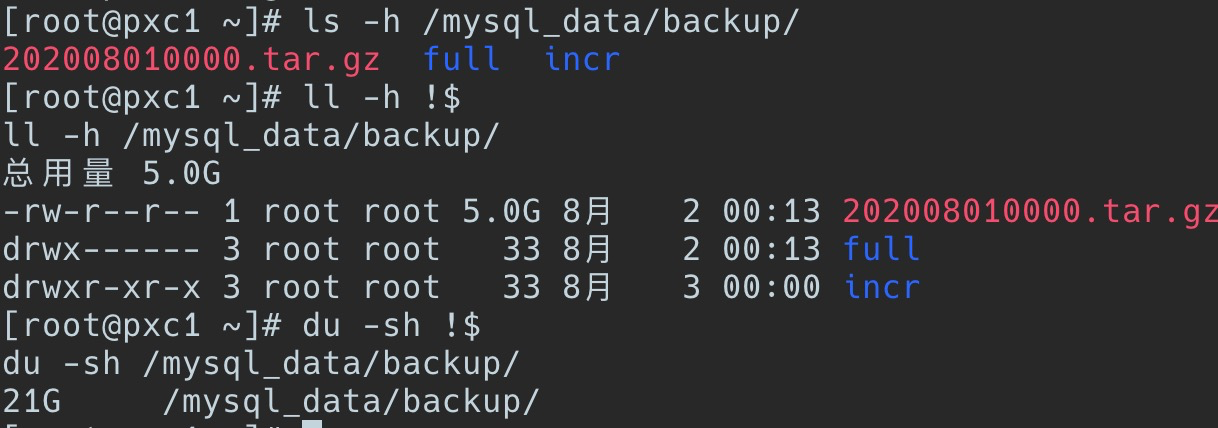 [root@pxc1 ~]# ls -h /mysql_data/backup/
202008010000.tar.gz  full  incr
[root@pxc1 ~]# ll -h !$
ll -h /mysql_data/backup/
总用量 5.0G
-rw-r--r-- 1 root root 5.0G 8月   2 00:13 202008010000.tar.gz
drwx------ 3 root root   33 8月   2 00:13 full
drwxr-xr-x 3 root root   33 8月   3 00:00 incr
[root@pxc1 ~]# du -sh !$
du -sh /mysql_data/backup/
21G     /mysql_data/backup/